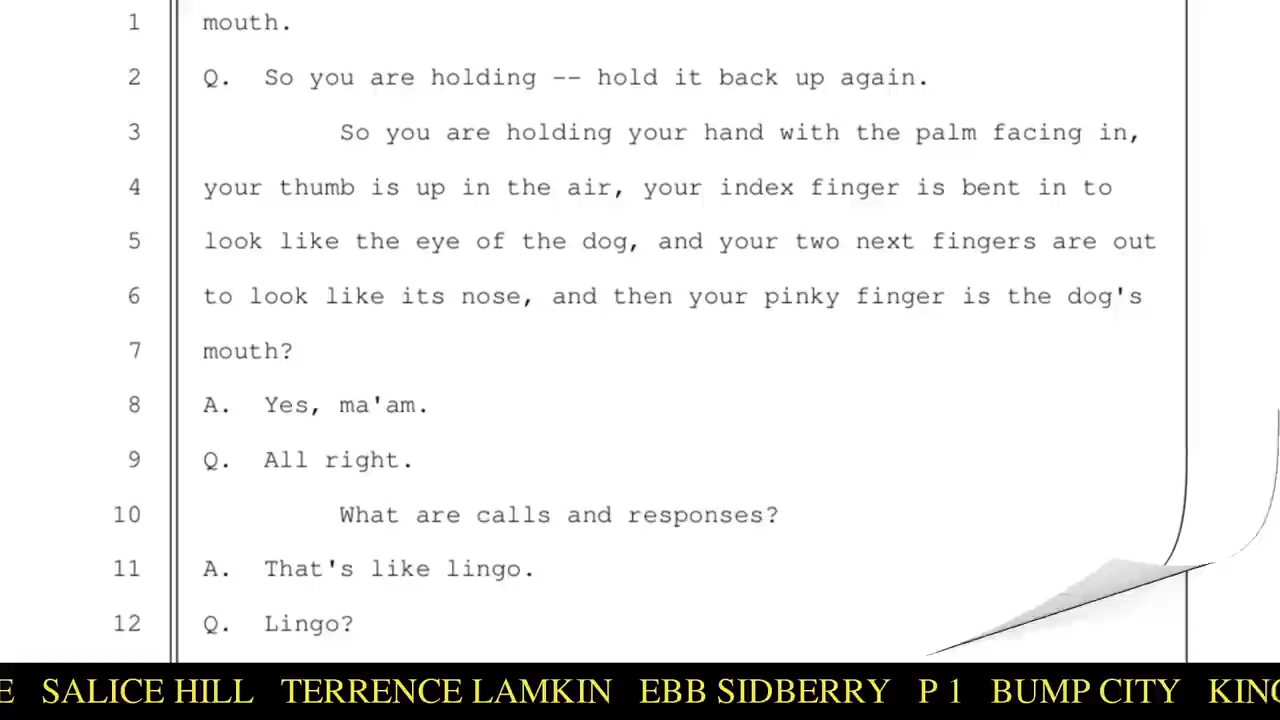 1 mouth.
2 Q. So you are holding -- hold it back up again.
3 So you are holding your hand with the palm facing in,
4 your thumb is up in the air, your index finger is bent in to
5 look like the eye of the dog, and your two next fingers are out
6 to look like its nose, and then your pinky finger is the dog's
7 mouth?
8 A. Yes, ma'am.
9 Q. All right.
10 What are calls and responses?
11 A. That's like lingo.
12 Q. Lingo?
E SALICE HILL TERRENCE LAMKIN EBB SIDBERRY P 1 BUMP CITY KING